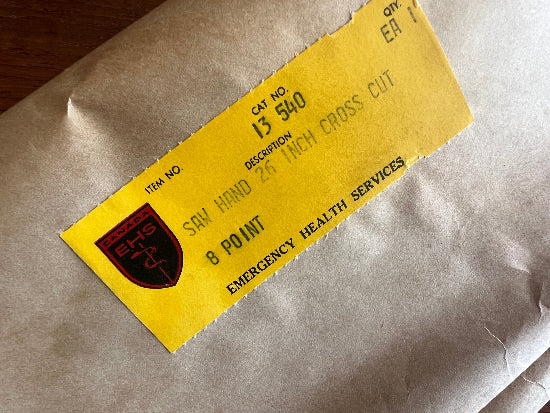 ITEM NO.
CAT NO.
13 540
QTY.
EA 1
DESCRIPTION
SAW HAND 26 INCH CROSS CUT
8 POINT
EMERGENCY HEALTH SERVICES
CANADA
EHS